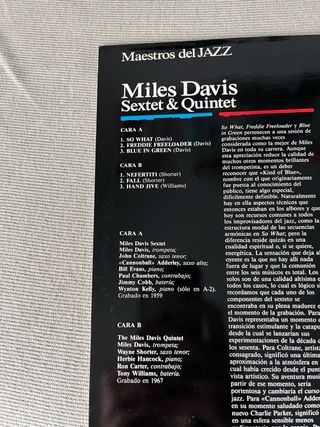 Maestros del JAZZ
Miles Davis
Sextet & Quintet
CARA A
1. SO WHAT (Davis)
2. FREDDIE FREELOADER (Davis)
3. BLUE IN GREEN (Davis)
CARA B
1. NEFERTITI (Shorter)
2. FALL (Shorter)
3. HAND JIVE (Williams)
CARA A
Miles Davis Sextet
Miles Davis, trompeta;
John Coltrane, saxo tenor;
«Cannonball» Adderley, saxo alto;
Bill Evans, piano;
Paul Chambers, contrabajo;
Jimmy Cobb, batería
Wynton Kelly, piano (sólo en A-2).
Grabado en 1959
CARA B
The Miles Davis Quintet
Miles Davis, trompeta;
Wayne Shorter, saxo tenor;
Herbie Hancock, piano;
Ron Carter, contrabajo;
Tony Williams, batería.
Grabado en 1967
So What, Freddie Freeloader y Blue
in Green pertenecen a una sesión de
grabaciones muchas veces
considerada como la mejor de Miles
Davis en toda su carrera. Aunque
esta apreciación reduce la calidad de
muchos otros momentos brillantes
del trompetista, es un deber
reconocer que «Kind of Blue»,
nombre con el que originariamente
fue puesta al conocimiento del
público, tiene algo especial,
difícilmente definible. Naturalmente
hay en ella aspectos técnicos que
entonces estaban en los albores y que
hoy son recursos comunes a todos
los improvisadores del jazz, como la
estructura modal de las secuencias
armónicas en So What; pero la
diferencia reside quizás en una
cualidad espiritual o, si se quiere,
energética. La sensación que deja al
oyente es la que no hay allí nada
fuera de lugar y que la comunión
entre los seis músicos es total. Los
solos son de una calidad altísima en
todos los casos, lo cual es lógico si
recordamos que cada uno de los
componentes del sexteto se
encontraba en su plena madurez en
el momento de la grabación. Para
Davis representaba un momento de
transición estimulante y la catapulta
desde la cual se lanzarían sus
experimentaciones de la década de
los sesenta. Para Coltrane,
consagrado, significó una última
aproximación a la atmósfera en la
cual había crecido desde el punto de
vista artístico. Su aventura musical
partir de ese momento, sería
portentosa y cambiaría el curso del
jazz. Para «Cannonball» Adderley,
en su momento saludado como
nuevo Charlie Parker, significó
en una etapa sensible menos